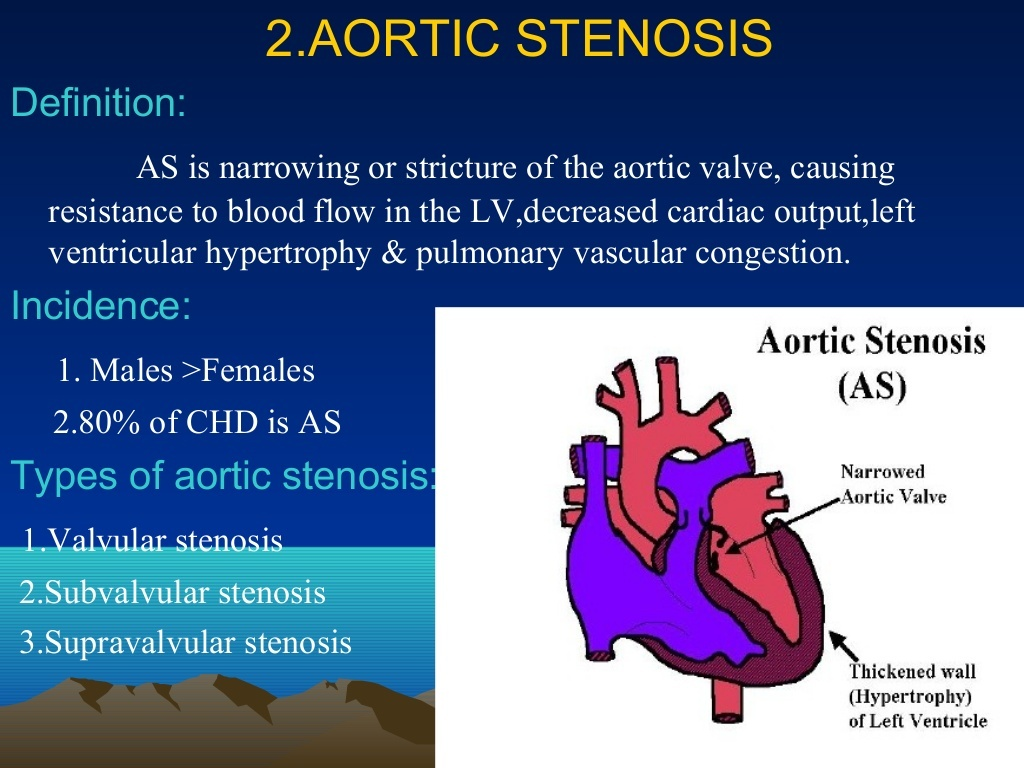 2.AORTIC STENOSIS
Definition:
AS is narrowing or stricture of the aortic valve, causing
resistance to blood flow in the LV,decreased cardiac output,left
ventricular hypertrophy & pulmonary vascular congestion.
Incidence:
1. Males >Females
2.80% of CHD is AS
Types of aortic stenosis:
1.Valvular stenosis
2.Subvalvular stenosis
3.Supravalvular stenosis
Aortic Stenosis
(AS)
Narrowed
Aortic Valve
Thickened wall
(Hypertrophy)
of Left Ventricle